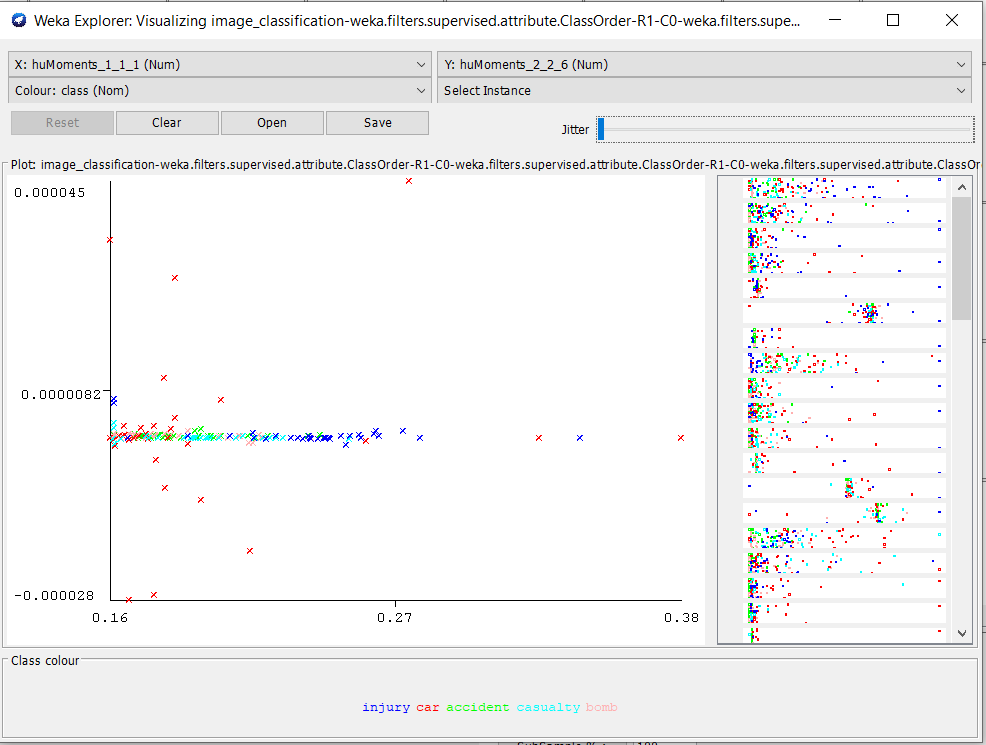 Weka Explorer: Visualizing image_classification-weka.filters.supervised.attribute.ClassOrder-R1-C0-weka.filters.supe...
X: huMoments_1_1_1 (Num) Y: huMoments_2_2_6 (Num)
Colour: class (Nom) Select Instance
Reset Clear Open Save Jitter
Plot: image_classification-weka.filters.supervised.attribute.ClassOrder-R1-C0-weka.filters.supervised.attribute.ClassOrder-R1-C0-weka.filters.supervised.attribute.ClassOr
0.000045
0.0000082
-0.000028
0.16 0.27 0.38
Class colour
injury car accident casualty bomb